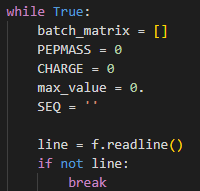 while True:
    batch_matrix = []
    PEPMASS = 0
    CHARGE = 0
    max_value = 0.
    SEQ = ''
    line = f.readline()
    if not line:
        break